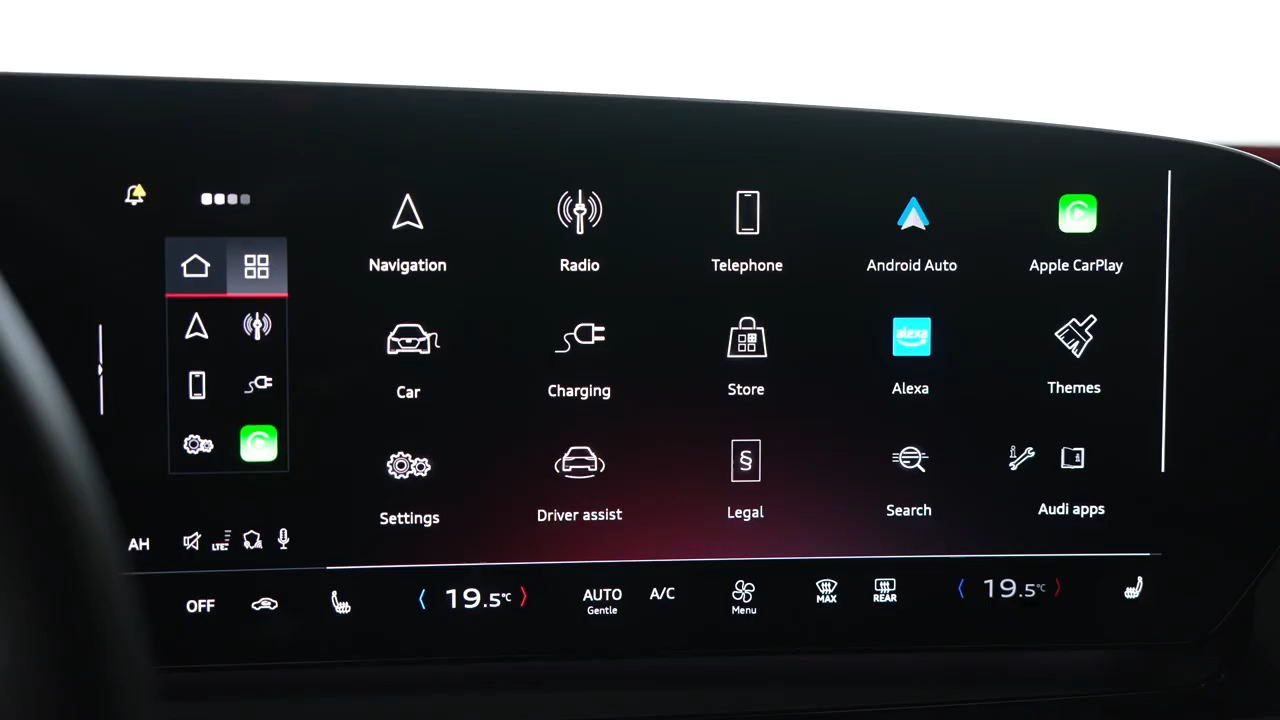 Navigation
Radio
Telephone
Android Auto
Apple CarPlay
Car
Charging
Store
alexa
Alexa
Themes
Settings
Driver assist
§
Legal
Search
Audi apps
AH
LTE
OFF
19.5°C
AUTO
Gentle
A/C
Menu
MAX
REAR
19.5°C